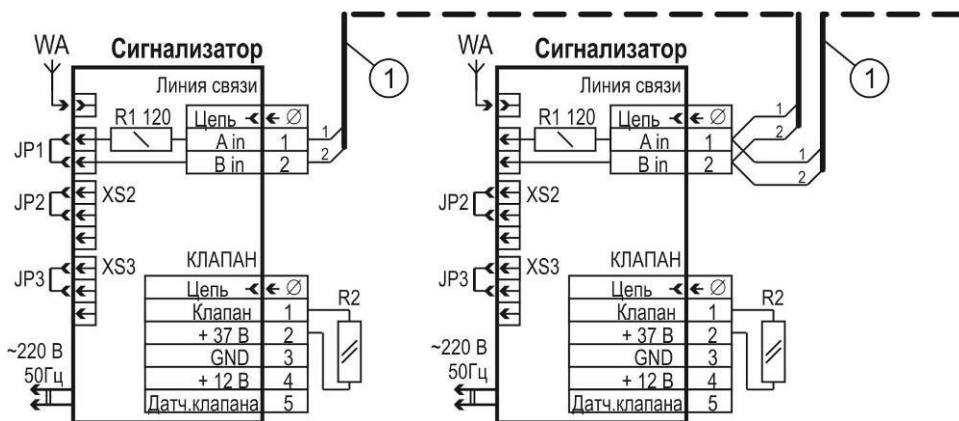 WA
Сигнализатор
Линия связи
R1 120
Цепь
∅
A in
1
B in
2
JP1
1
2
1
JP2
XS2
JP3
XS3
КЛАПАН
Цепь
∅
Клапан
1
+ 37 В
2
GND
3
+ 12 В
4
Датч.клапана
5
R2
~220 В
50Гц
WA
Сигнализатор
Линия связи
R1 120
Цепь
∅
A in
1
B in
2
1
2
1
2
1
JP2
XS2
JP3
XS3
КЛАПАН
Цепь
∅
Клапан
1
+ 37 В
2
GND
3
+ 12 В
4
Датч.клапана
5
R2
~220 В
50Гц